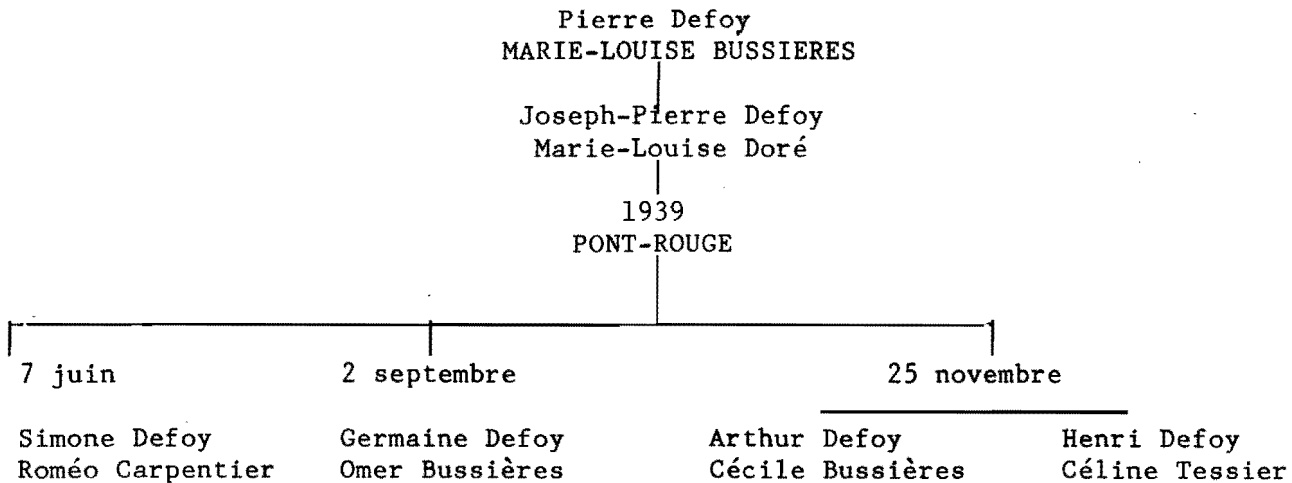 Pierre Defoy
MARIE-LOUISE BUSSIERES
Joseph-Pierre Defoy
Marie-Louise Doré
1939
PONT-ROUGE
7 juin 2 septembre 25 novembre
Simone Defoy Germaine Defoy Arthur Defoy Henri Defoy
Roméo Carpentier Omer Bussières Cécile Bussières Céline Tessier